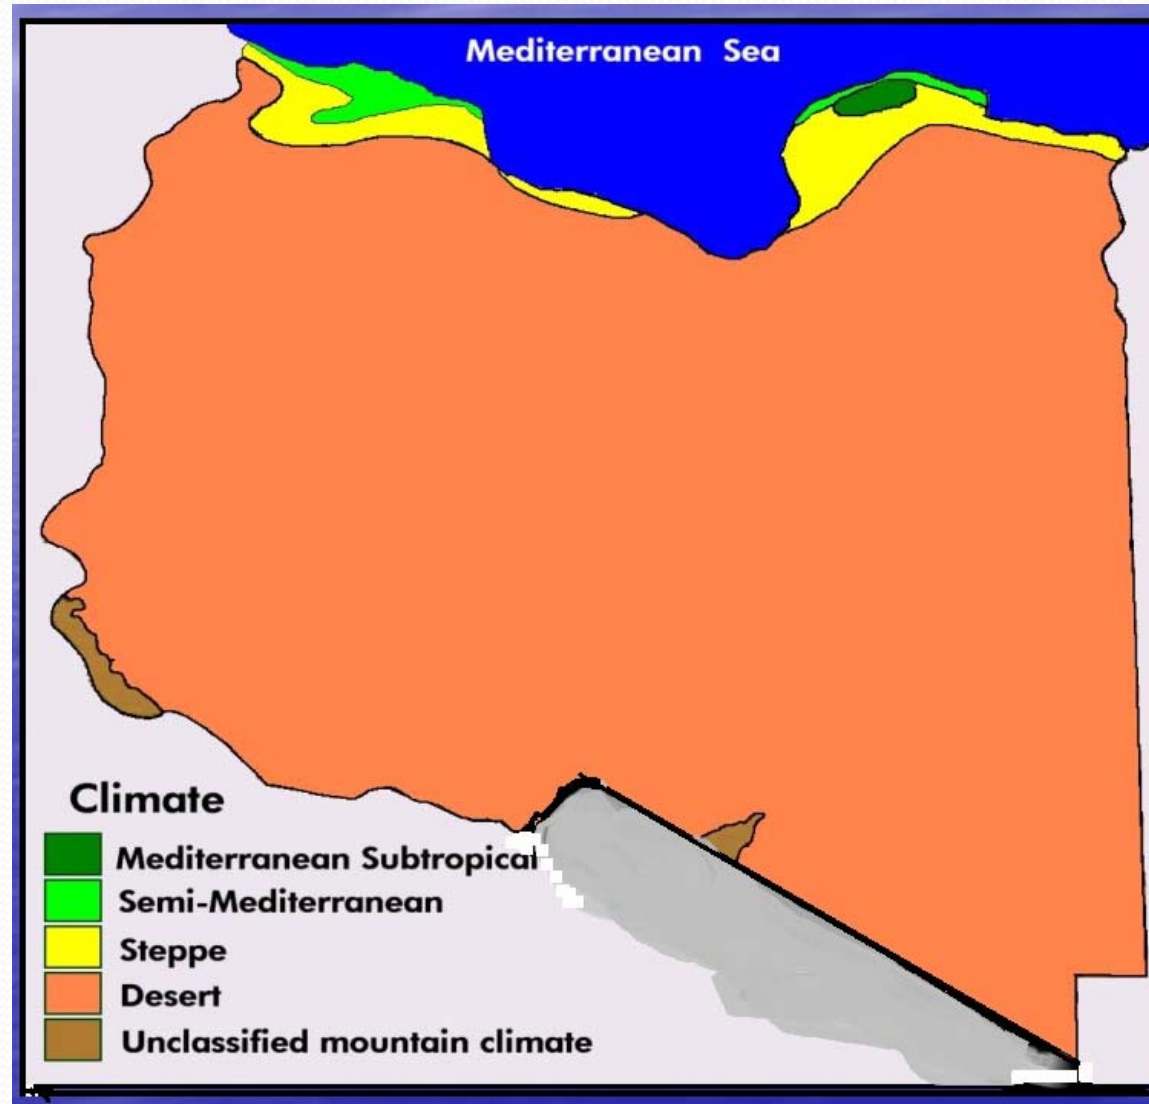 Mediterranean Sea
Climate
Mediterranean Subtropical
Semi-Mediterranean
Steppe
Desert
Unclassified mountain climate